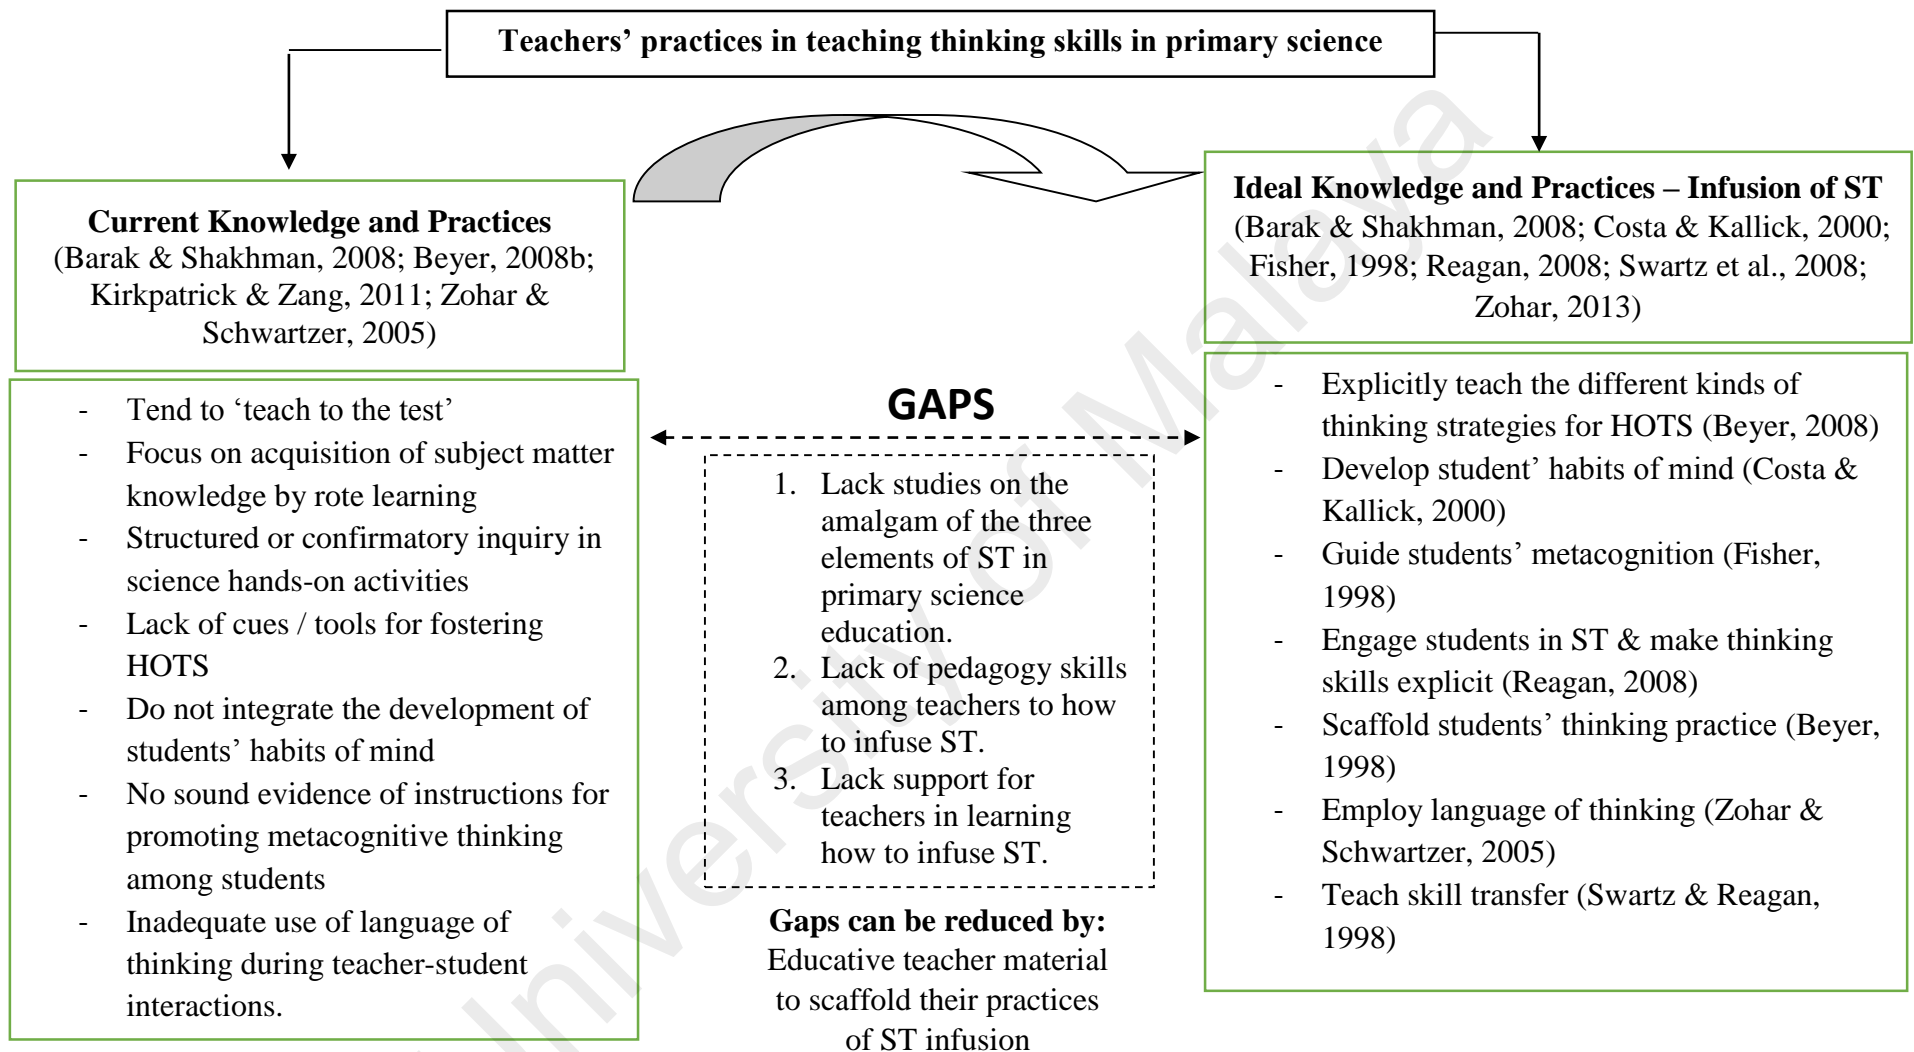 Teachers’ practices in teaching thinking skills in primary science
Current Knowledge and Practices
(Barak & Shakhman, 2008; Beyer, 2008b;
Kirkpatrick & Zang, 2011; Zohar &
Schwartzer, 2005)
- Tend to ‘teach to the test’
- Focus on acquisition of subject matter
knowledge by rote learning
- Structured or confirmatory inquiry in
science hands-on activities
- Lack of cues / tools for fostering
HOTS
- Do not integrate the development of
students’ habits of mind
- No sound evidence of instructions for
promoting metacognitive thinking
among students
- Inadequate use of language of
thinking during teacher-student
interactions.
GAPS
1. Lack studies on the
amalgam of the three
elements of ST in
primary science
education.
2. Lack of pedagogy skills
among teachers to how
to infuse ST.
3. Lack support for
teachers in learning
how to infuse ST.
Gaps can be reduced by:
Educative teacher material
to scaffold their practices
of ST infusion
Ideal Knowledge and Practices – Infusion of ST
(Barak & Shakhman, 2008; Costa & Kallick, 2000;
Fisher, 1998; Reagan, 2008; Swartz et al., 2008;
Zohar, 2013)
- Explicitly teach the different kinds of
thinking strategies for HOTS (Beyer, 2008)
- Develop student’ habits of mind (Costa &
Kallick, 2000)
- Guide students’ metacognition (Fisher,
1998)
- Engage students in ST & make thinking
skills explicit (Reagan, 2008)
- Scaffold students’ thinking practice (Beyer,
1998)
- Employ language of thinking (Zohar &
Schwartzer, 2005)
- Teach skill transfer (Swartz & Reagan,
1998)
University of Malaya